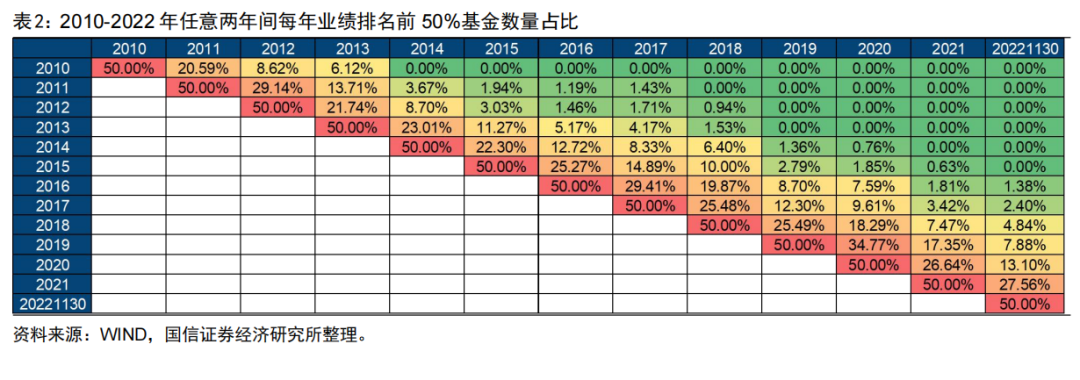 表2：2010-2022 年任意两年间每年业绩排名前 50%基金数量占比
2010 2011 2012 2013 2014 2015 2016 2017 2018 2019 2020 2021 20221130
2010 50.00% 20.59% 8.62% 6.12% 0.00% 0.00% 0.00% 0.00% 0.00% 0.00% 0.00% 0.00% 0.00%
2011 50.00% 29.14% 13.71% 3.67% 1.94% 1.19% 1.43% 0.00% 0.00% 0.00% 0.00% 0.00%
2012 50.00% 21.74% 8.70% 3.03% 1.46% 1.71% 0.94% 0.00% 0.00% 0.00% 0.00%
2013 50.00% 23.01% 11.27% 5.17% 4.17% 1.53% 0.00% 0.00% 0.00% 0.00%
2014 50.00% 22.30% 12.72% 8.33% 6.40% 1.36% 0.76% 0.00% 0.00%
2015 50.00% 25.27% 14.89% 10.00% 2.79% 1.85% 0.63% 0.00%
2016 50.00% 29.41% 19.87% 8.70% 7.59% 1.81% 1.38%
2017 50.00% 25.48% 12.30% 9.61% 3.42% 2.40%
2018 50.00% 25.49% 18.29% 7.47% 4.84%
2019 50.00% 34.77% 17.35% 7.88%
2020 50.00% 26.64% 13.10%
2021 50.00% 27.56%
20221130 50.00%
资料来源：WIND，国信证券经济研究所整理。